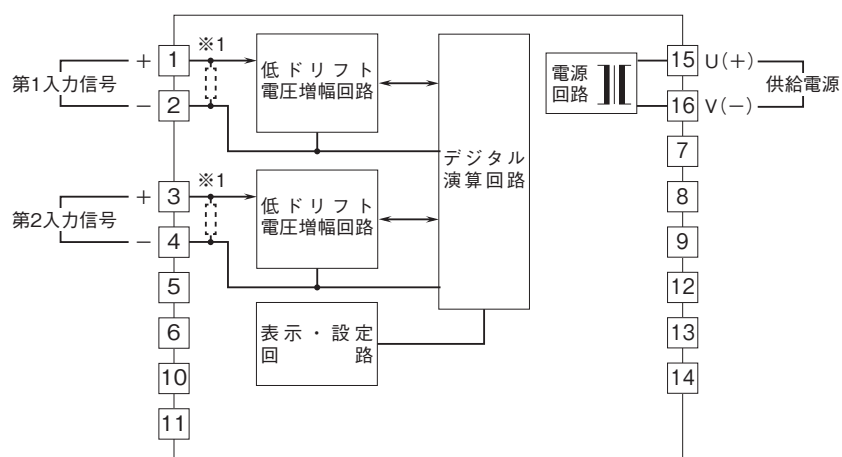 ※1
+
1
低ドリフト
電圧増幅回路
第1入力信号
−
2
デジタル
演算回路
※1
+
3
低ドリフト
電圧増幅回路
第2入力信号
−
4
5
6
10
11
表示・設定
回路
電源
回路
15
U(+)
供給電源
16
V(−)
7
8
9
12
13
14